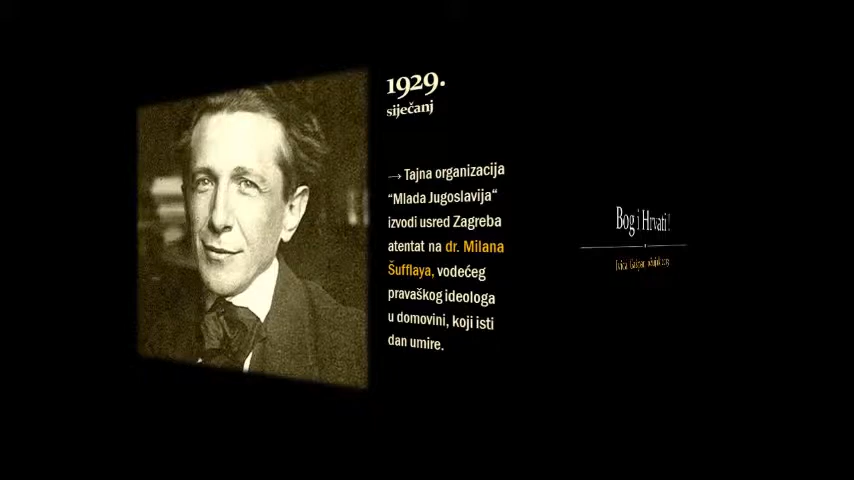 1929.
siječanj
→ Tajna organizacija
“Mlada Jugoslavija“
izvodi usred Zagreba
atentat na dr. Milana
Šufflaya, vodećeg
pravaškog ideologa
u domovini, koji isti
dan umire.
Bog i Hrvati !